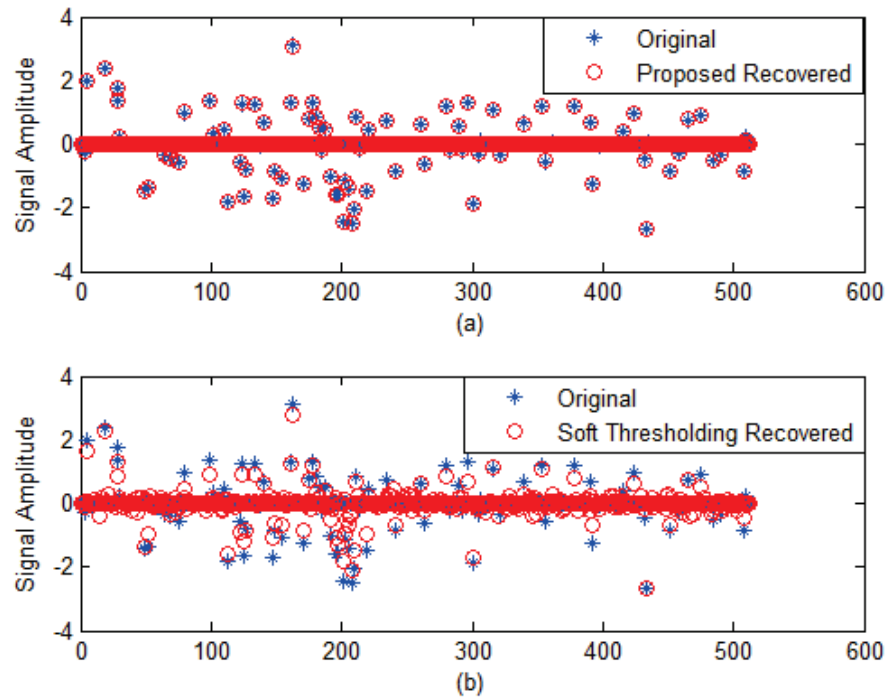 4
2
0
-2
-4
Signal Amplitude
Original
Proposed Recovered
0 100 200 300 400 500 600
(a)
4
2
0
-2
-4
Signal Amplitude
Original
Soft Thresholding Recovered
0 100 200 300 400 500 600
(b)